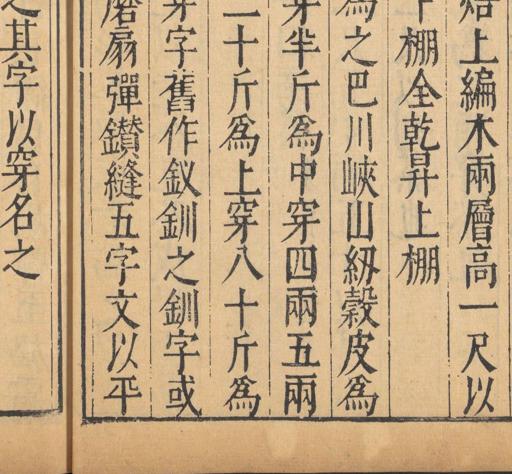 焙上編木兩層高一尺以
下棚全乾昇上棚
爲之巴川峽山紉穀皮爲
穿半斤爲中穿四兩五兩
二十斤爲上穿八十斤爲
穿字舊作釵釧之釧字或
磨扇彈鑚縫五字文以平
之其字以穿名之